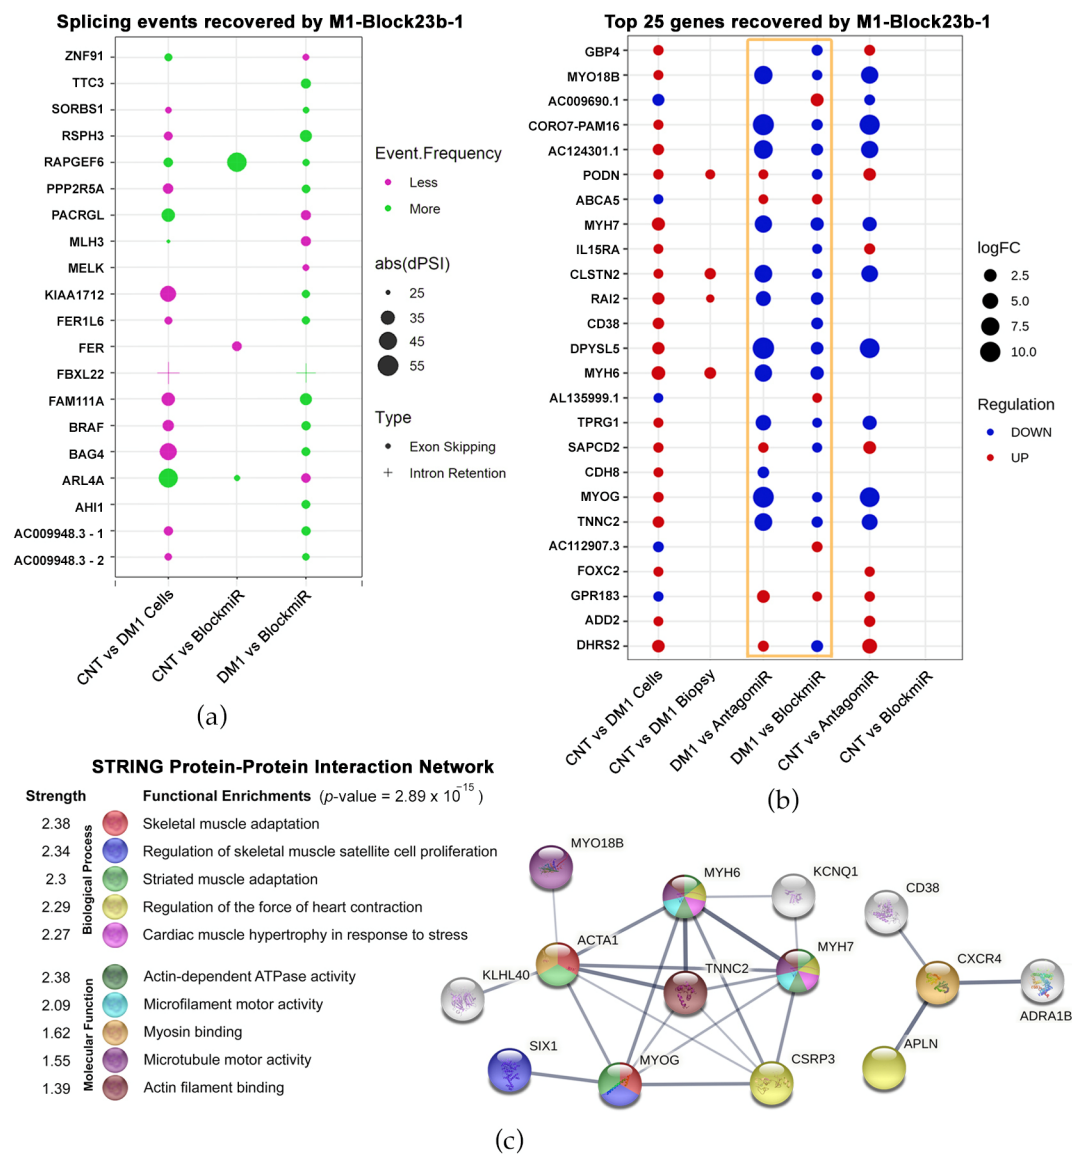 Splicing events recovered by M1-Block23b-1
ZNF91
TTC3
SORBS1
RSPH3
RAPGEF6
PPP2R5A
PACRGL
MLH3
MELK
KIAA1712
FER1L6
FER
FBXL22
FAM111A
BRAF
BAG4
ARL4A
AHI1
AC009948.3 - 1
AC009948.3 - 2
CNT vs DM1 Cells
CNT vs BlockmiR
DM1 vs BlockmiR
Event.Frequency
Less
More
abs(dPSI)
25
35
45
55
Type
Exon Skipping
Intron Retention
(a)
Top 25 genes recovered by M1-Block23b-1
GBP4
MYO18B
AC009690.1
CORO7-PAM16
AC124301.1
PODN
ABCA5
MYH7
IL15RA
CLSTN2
RAI2
CD38
DPYSL5
MYH6
AL135999.1
TPRG1
SAPCD2
CDH8
MYOG
TNNC2
AC112907.3
FOXC2
GPR183
ADD2
DHRS2
CNT vs DM1 Cells
CNT vs DM1 Biopsy
DM1 vs AntagomiR
DM1 vs BlockmiR
CNT vs AntagomiR
CNT vs BlockmiR
logFC
2.5
5.0
7.5
10.0
Regulation
DOWN
UP
(b)
STRING Protein-Protein Interaction Network
Strength Functional Enrichments (p-value = 2.89 x 10⁻¹⁵ )
Biological Process
2.38 Skeletal muscle adaptation
2.34 Regulation of skeletal muscle satellite cell proliferation
2.3 Striated muscle adaptation
2.29 Regulation of the force of heart contraction
2.27 Cardiac muscle hypertrophy in response to stress
Molecular Function
2.38 Actin-dependent ATPase activity
2.09 Microfilament motor activity
1.62 Myosin binding
1.55 Microtubule motor activity
1.39 Actin filament binding
MYO18B
MYH6
KCNQ1
CD38
ACTA1
MYH7
KLHL40
TNNC2
CXCR4
ADRA1B
SIX1
MYOG
CSRP3
APLN
(c)